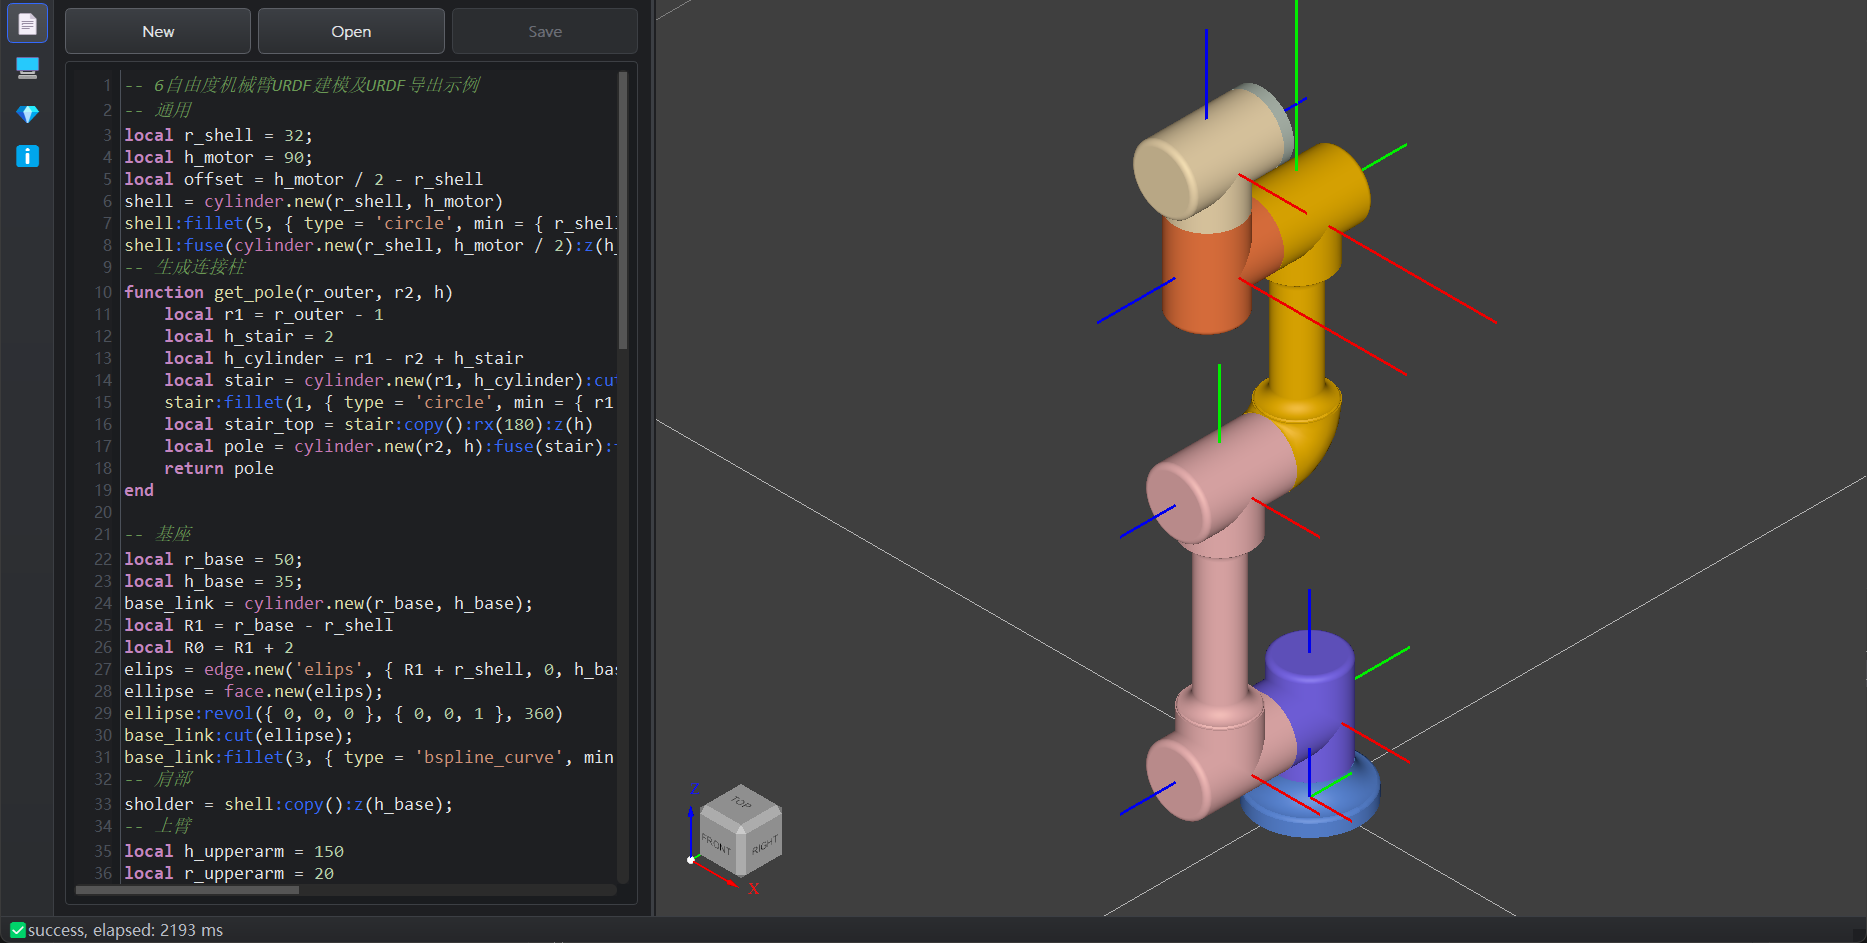 New
Open
Save
1 -- 6自由度机械臂URDF建模及URDF导出示例
2 -- 通用
3 local r_shell = 32;
4 local h_motor = 90;
5 local offset = h_motor / 2 - r_shell
6 shell = cylinder.new(r_shell, h_motor)
7 shell:fillet(5, { type = 'circle', min = { r_shel
8 shell:fuse(cylinder.new(r_shell, h_motor / 2):z(h_
9 -- 生成连接柱
10 function get_pole(r_outer, r2, h)
11 local r1 = r_outer - 1
12 local h_stair = 2
13 local h_cylinder = r1 - r2 + h_stair
14 local stair = cylinder.new(r1, h_cylinder):cu
15 stair:fillet(1, { type = 'circle', min = { r1
16 local stair_top = stair:copy():rx(180):z(h)
17 local pole = cylinder.new(r2, h):fuse(stair):
18 return pole
19 end
20
21 -- 基座
22 local r_base = 50;
23 local h_base = 35;
24 base_link = cylinder.new(r_base, h_base);
25 local R1 = r_base - r_shell
26 local R0 = R1 + 2
27 elips = edge.new('elips', { R1 + r_shell, 0, h_ba
28 ellipse = face.new(elips);
29 ellipse:revol({ 0, 0, 0 }, { 0, 0, 1 }, 360)
30 base_link:cut(ellipse);
31 base_link:fillet(3, { type = 'bspline_curve', min
32 -- 肩部
33 sholder = shell:copy():z(h_base);
34 -- 上臂
35 local h_upperarm = 150
36 local r_upperarm = 20
Z
TOP
FRONT
RIGHT
X
success, elapsed: 2193 ms